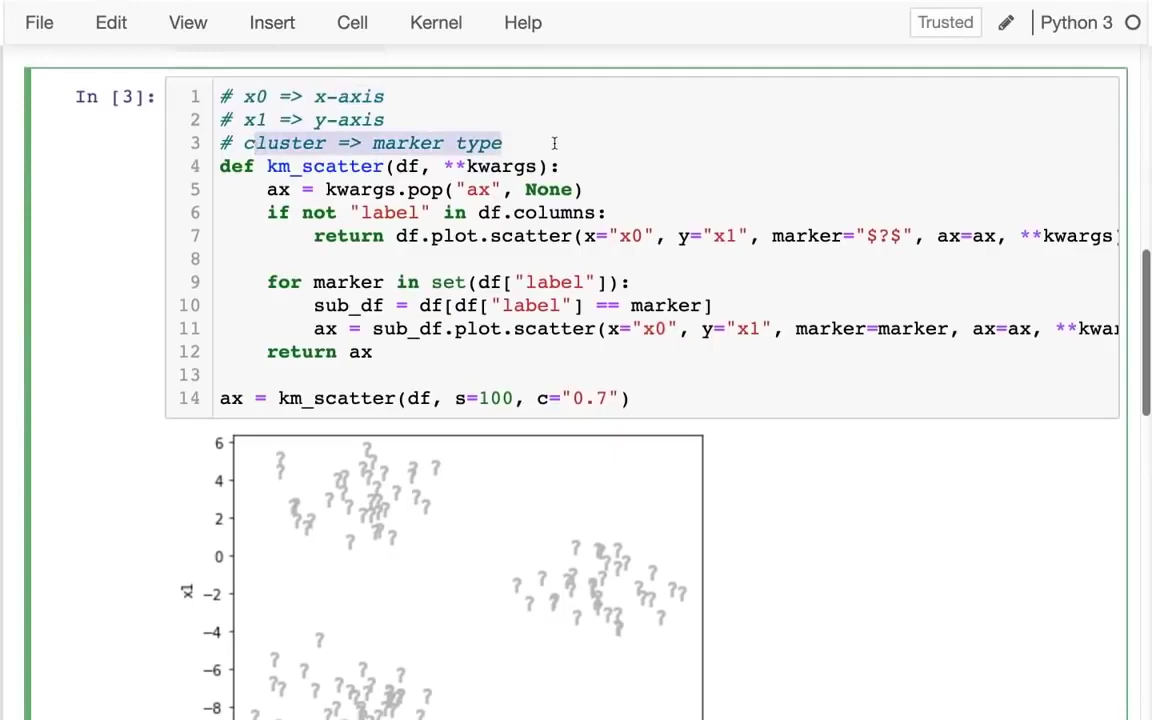 File Edit View Insert Cell Kernel Help Trusted Python 3
In [3]:
1 # x0 => x-axis
2 # x1 => y-axis
3 # cluster => marker type
4 def km_scatter(df, **kwargs):
5     ax = kwargs.pop("ax", None)
6     if not "label" in df.columns:
7         return df.plot.scatter(x="x0", y="x1", marker="$?$", ax=ax, **kwargs
8
9     for marker in set(df["label"]):
10         sub_df = df[df["label"] == marker]
11         ax = sub_df.plot.scatter(x="x0", y="x1", marker=marker, ax=ax, **kwar
12     return ax
13
14 ax = km_scatter(df, s=100, c="0.7")
6
4
2
0
−2
−4
−6
−8
x1